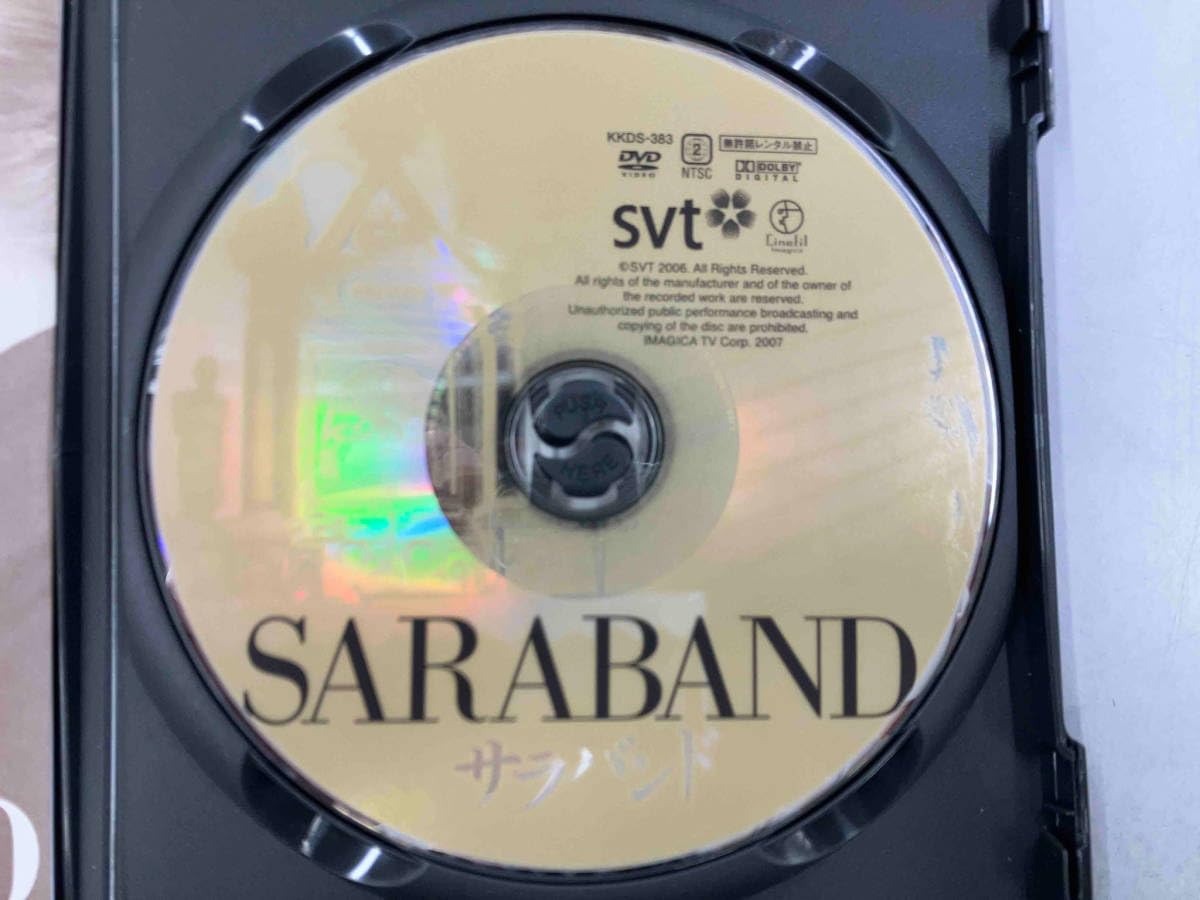 KKDS-383
DVD
VIDEO
2
NTSC
無許諾レンタル禁止
DOLBY
DIGITAL
svt
Cinefil
Imagica
©SVT 2006. All Rights Reserved.
All rights of the manufacturer and of the owner of
the recorded work are reserved.
Unauthorized public performance broadcasting and
copying of the disc are prohibited.
IMAGICA TV Corp. 2007
PUSH
HERE
SARABAND
サラバンド